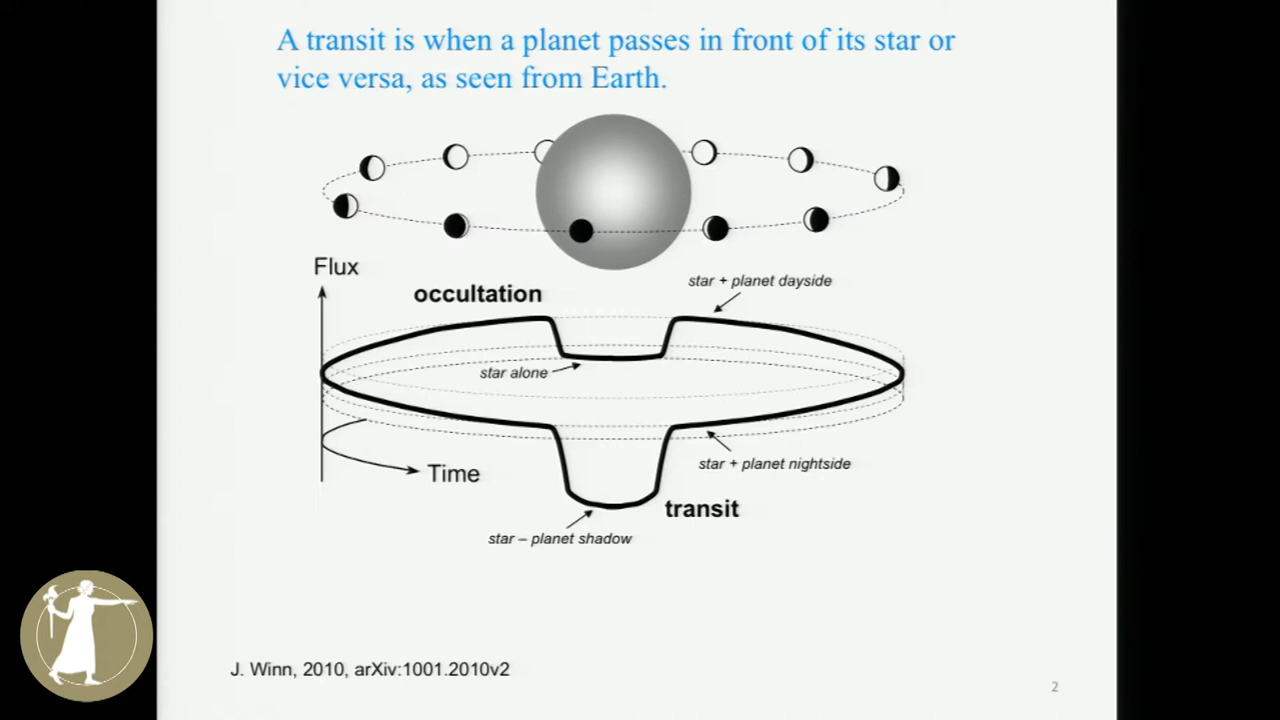 A transit is when a planet passes in front of its star or
vice versa, as seen from Earth.
Flux
occultation
star + planet dayside
star alone
star + planet nightside
Time
transit
star – planet shadow
J. Winn, 2010, arXiv:1001.2010v2
2